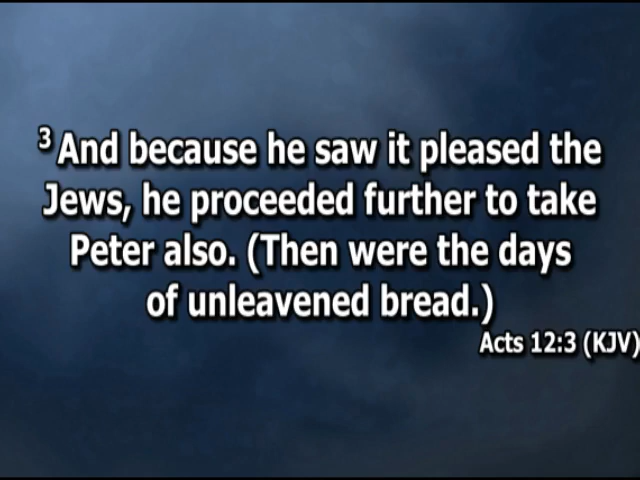 3 And because he saw it pleased the
Jews, he proceeded further to take
Peter also. (Then were the days
of unleavened bread.)
Acts 12:3 (KJV)